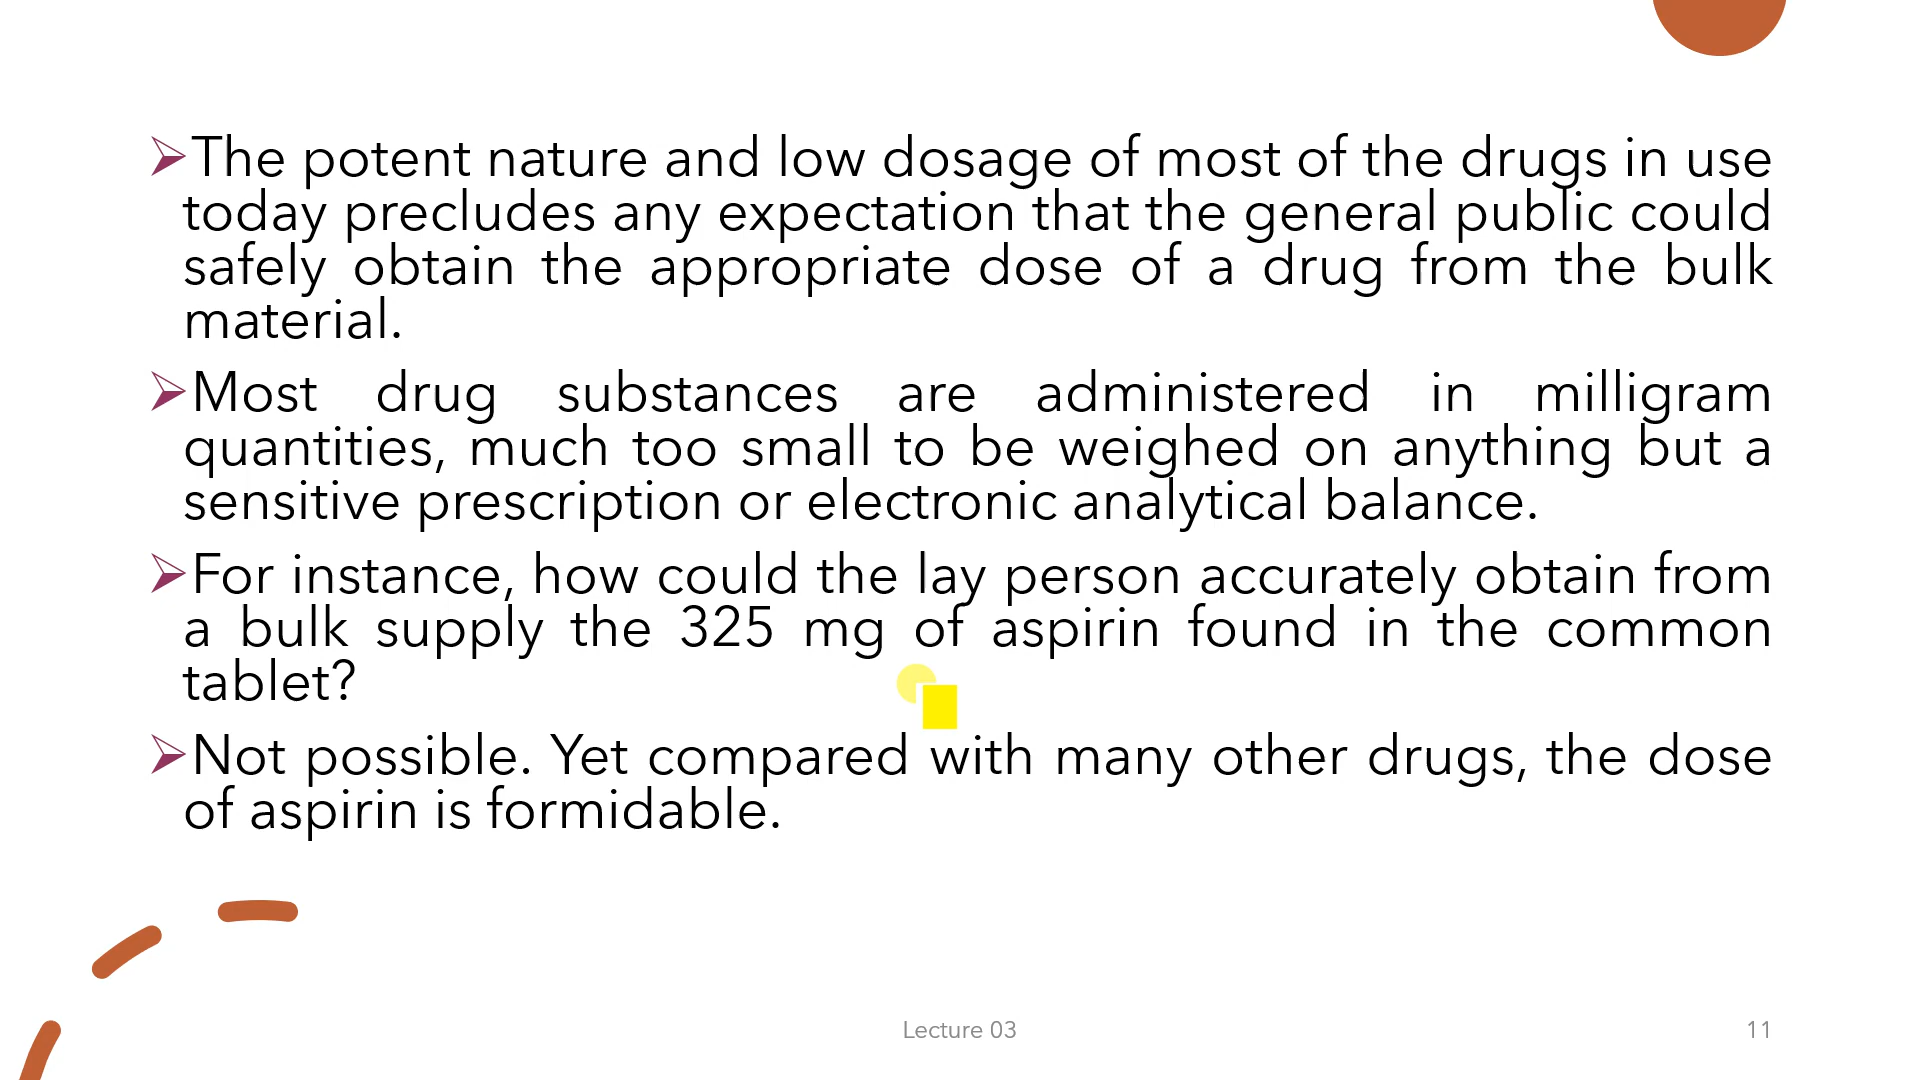 The potent nature and low dosage of most of the drugs in use
today precludes any expectation that the general public could
safely obtain the appropriate dose of a drug from the bulk
material.
Most drug substances are administered in milligram
quantities, much too small to be weighed on anything but a
sensitive prescription or electronic analytical balance.
For instance, how could the lay person accurately obtain from
a bulk supply the 325 mg of aspirin found in the common
tablet?
Not possible. Yet compared with many other drugs, the dose
of aspirin is formidable.
Lecture 03
11